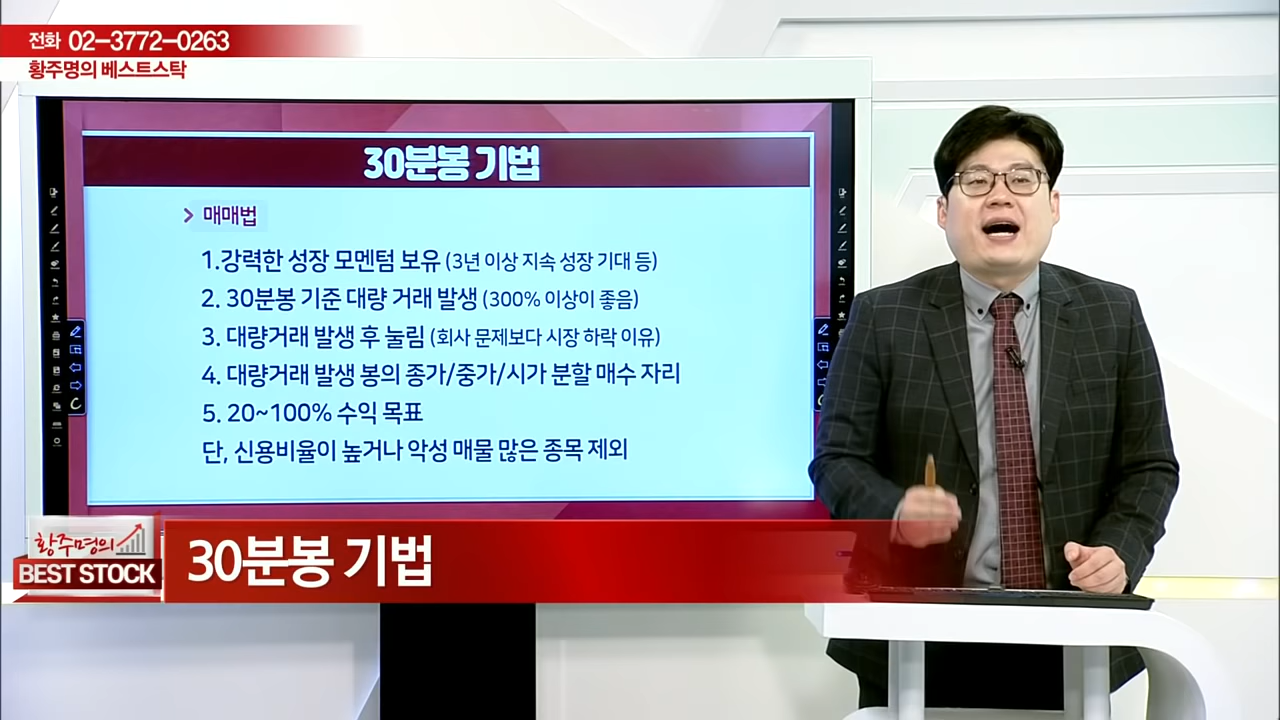 전화 02-3772-0263
황주명의 베스트스탁
30분봉 기법
> 매매법
1.강력한 성장 모멘텀 보유 (3년 이상 지속 성장 기대 등)
2. 30분봉 기준 대량 거래 발생 (300% 이상이 좋음)
3. 대량거래 발생 후 눌림 (회사 문제보다 시장 하락 이유)
4. 대량거래 발생 봉의 종가/중가/시가 분할 매수 자리
5. 20~100% 수익 목표
단, 신용비율이 높거나 악성 매물 많은 종목 제외
황주명의
BEST STOCK
30분봉 기법